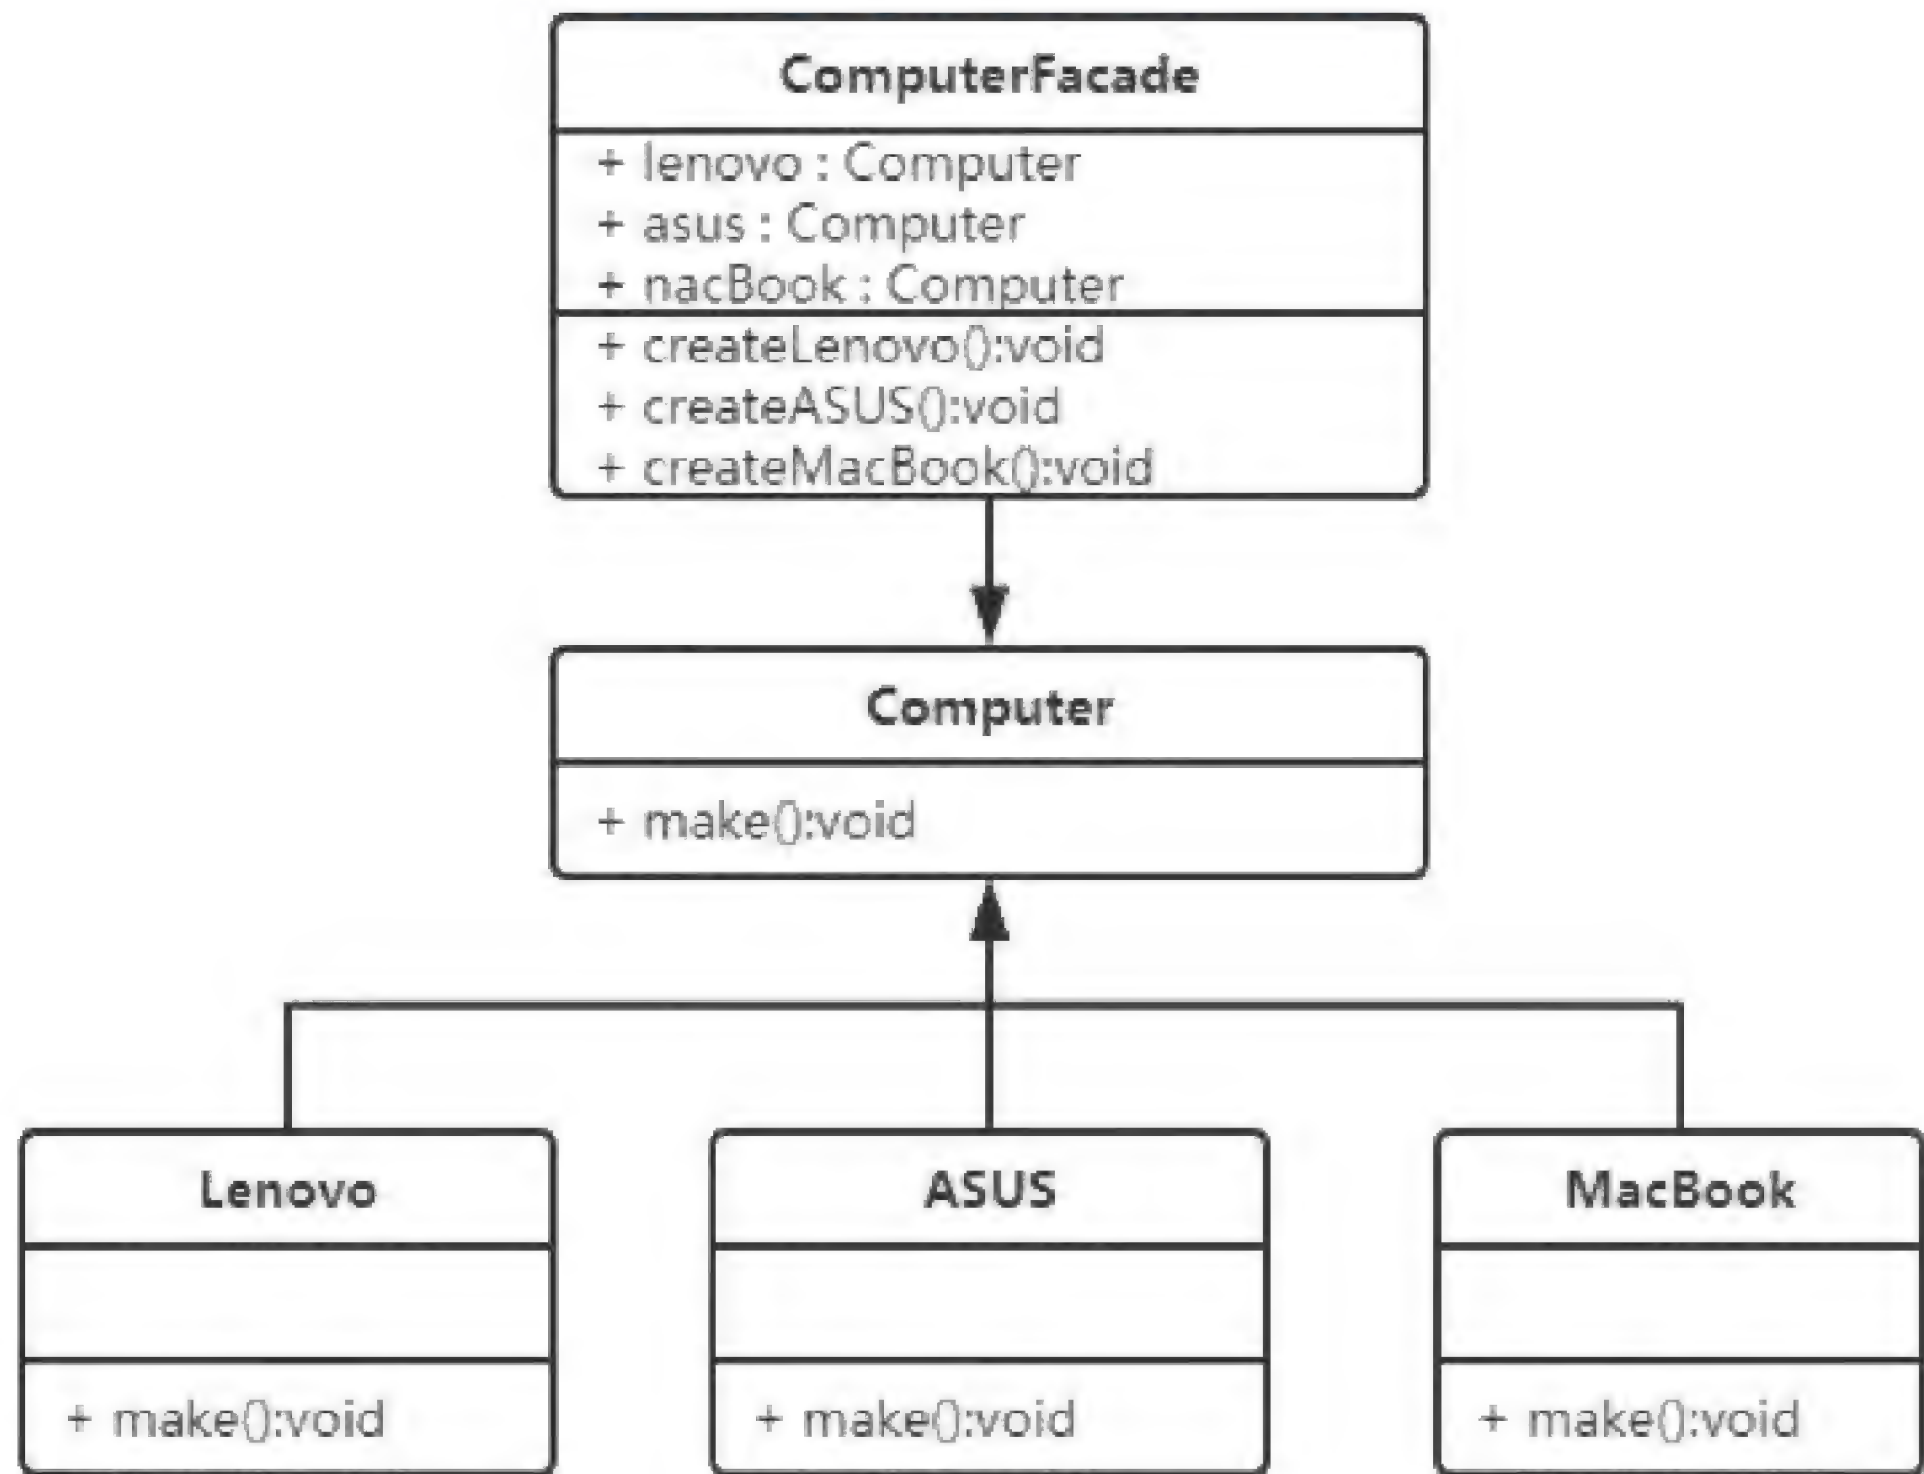 ComputerFacade
+ lenovo : Computer
+ asus : Computer
+ nacBook : Computer
+ createLenovo():void
+ createASUS():void
+ createMacBook():void
Computer
+ make():void
Lenovo
ASUS
MacBook
+ make():void
+ make():void
+ make():void